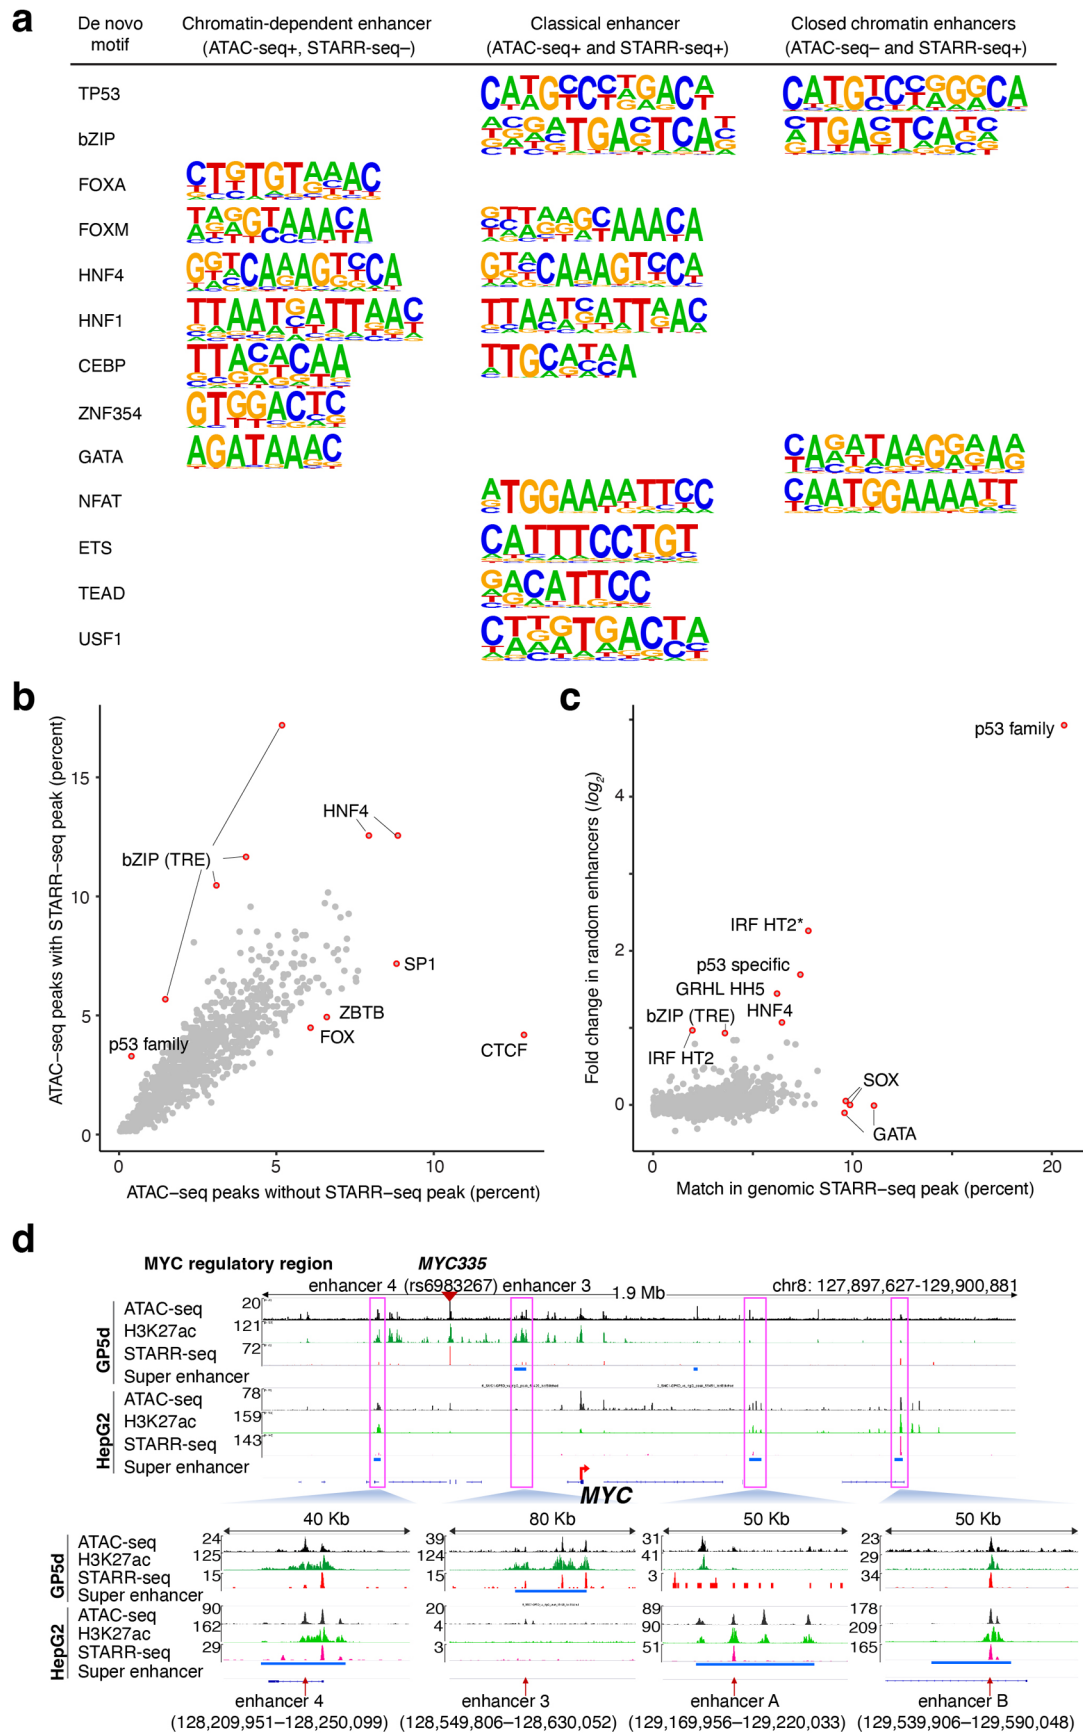 a
De novo motif
Chromatin-dependent enhancer (ATAC-seq+, STARR-seq–)
Classical enhancer (ATAC-seq+ and STARR-seq+)
Closed chromatin enhancers (ATAC-seq– and STARR-seq+)
TP53
bZIP
FOXA
FOXM
HNF4
HNF1
CEBP
ZNF354
GATA
NFAT
ETS
TEAD
USF1
b
ATAC–seq peaks with STARR–seq peak (percent)
15
10
5
0
0
5
10
ATAC–seq peaks without STARR–seq peak (percent)
HNF4
bZIP (TRE)
SP1
ZBTB
FOX
p53 family
CTCF
c
Fold change in random enhancers (log2)
4
2
0
0
10
20
Match in genomic STARR–seq peak (percent)
p53 family
IRF HT2*
p53 specific
GRHL HH5
HNF4
bZIP (TRE)
IRF HT2
SOX
GATA
d
MYC regulatory region
MYC335
enhancer 4 (rs6983267) enhancer 3
1.9 Mb
chr8: 127,897,627-129,900,881
GP5d
ATAC-seq 20
H3K27ac 121
STARR-seq 72
Super enhancer
HepG2
ATAC-seq 78
H3K27ac 159
STARR-seq 143
Super enhancer
MYC
40 Kb
80 Kb
50 Kb
50 Kb
GP5d
ATAC-seq 24 39 31 23
H3K27ac 125 124 41 29
STARR-seq 15 15 3 34
Super enhancer
HepG2
ATAC-seq 90 20 89 178
H3K27ac 162 4 90 209
STARR-seq 29 3 51 165
Super enhancer
enhancer 4
(128,209,951–128,250,099)
enhancer 3
(128,549,806–128,630,052)
enhancer A
(129,169,956–129,220,033)
enhancer B
(129,539,906–129,590,048)